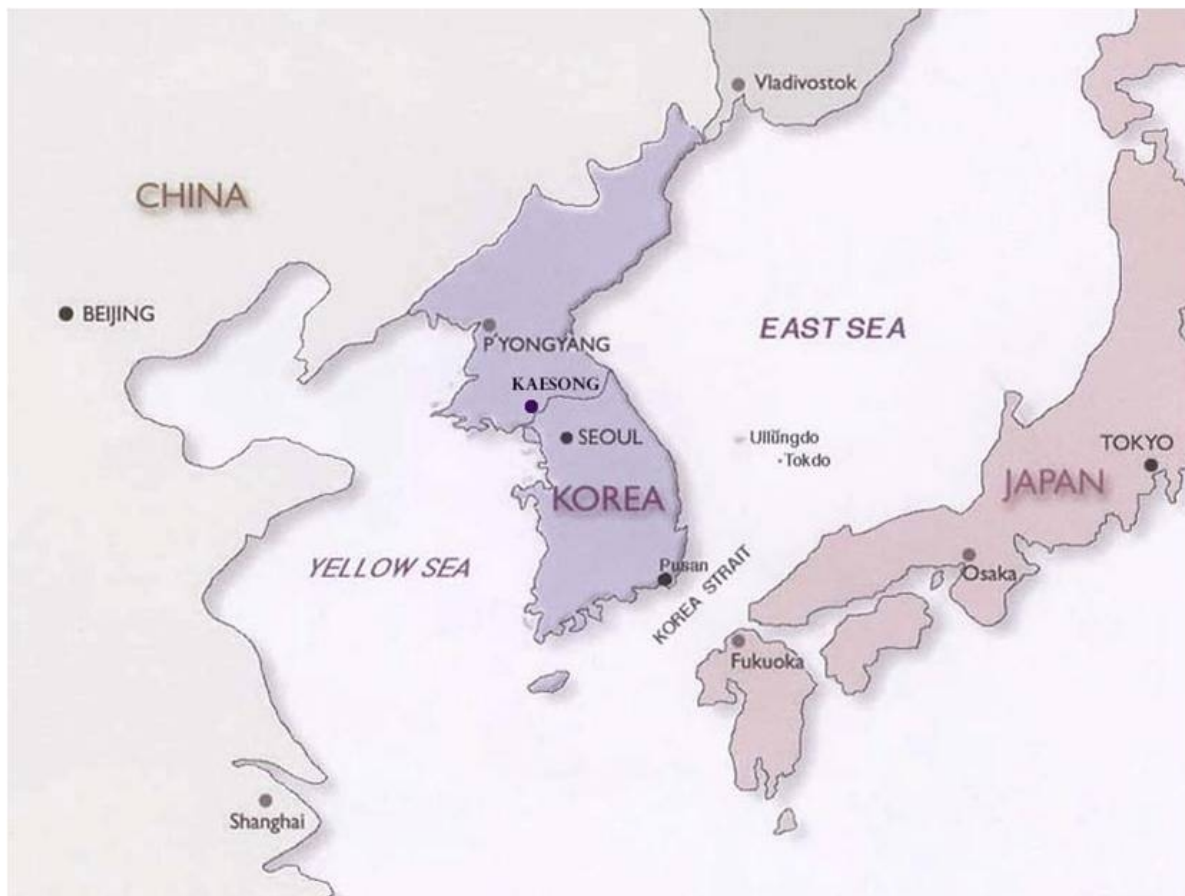 Vladivostok
CHINA
BEIJING
EAST SEA
P'YONGYANG
KAESONG
SEOUL
Ullŭngdo
Tokdo
TOKYO
KOREA
JAPAN
YELLOW SEA
Pusan
KOREA STRAIT
Osaka
Fukuoka
Shanghai